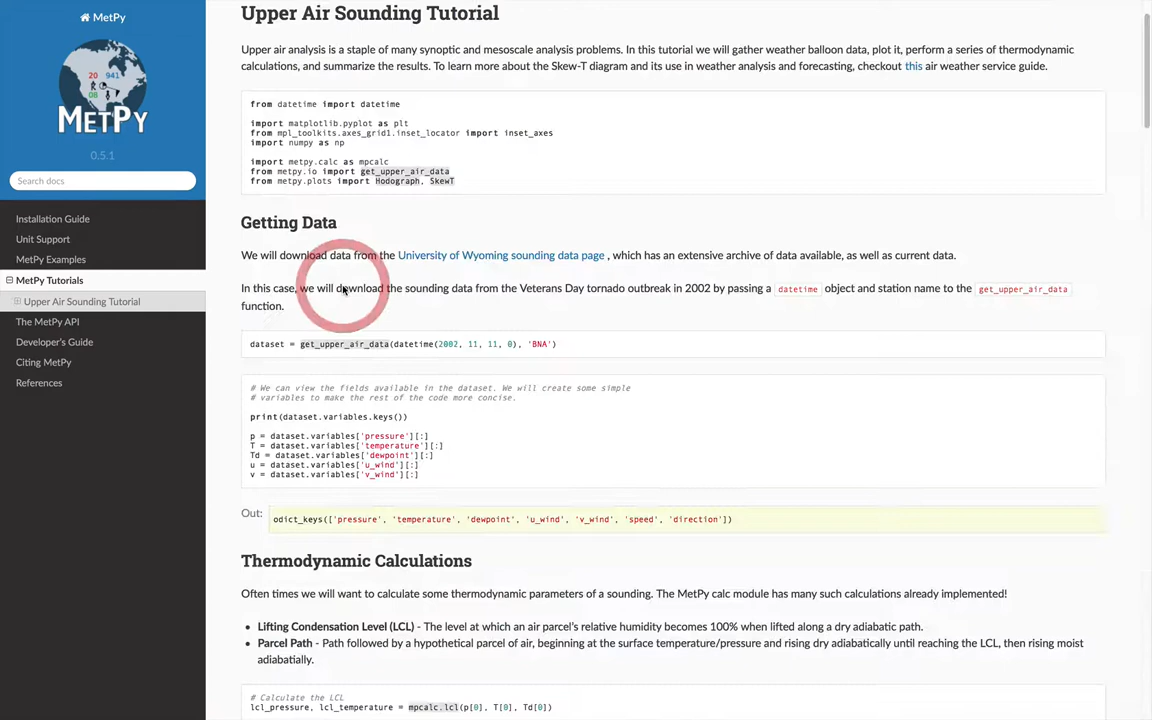 MetPy
20 941
08
METPY
0.5.1
Search docs
Installation Guide
Unit Support
MetPy Examples
MetPy Tutorials
Upper Air Sounding Tutorial
The MetPy API
Developer's Guide
Citing MetPy
References
Upper Air Sounding Tutorial
Upper air analysis is a staple of many synoptic and mesoscale analysis problems. In this tutorial we will gather weather balloon data, plot it, perform a series of thermodynamic
calculations, and summarize the results. To learn more about the Skew-T diagram and its use in weather analysis and forecasting, checkout this air weather service guide.
from datetime import datetime
import matplotlib.pyplot as plt
from mpl_toolkits.axes_grid1.inset_locator import inset_axes
import numpy as np
import metpy.calc as mpcalc
from metpy.io import get_upper_air_data
from metpy.plots import Hodograph, SkewT
Getting Data
We will download data from the University of Wyoming sounding data page , which has an extensive archive of data available, as well as current data.
In this case, we will download the sounding data from the Veterans Day tornado outbreak in 2002 by passing a datetime object and station name to the get_upper_air_data
function.
dataset = get_upper_air_data(datetime(2002, 11, 11, 0), 'BNA')
# We can view the fields available in the dataset. We will create some simple
# variables to make the rest of the code more concise.
print(dataset.variables.keys())
p = dataset.variables['pressure'][:]
T = dataset.variables['temperature'][:]
Td = dataset.variables['dewpoint'][:]
u = dataset.variables['u_wind'][:]
v = dataset.variables['v_wind'][:]
Out: odict_keys(['pressure', 'temperature', 'dewpoint', 'u_wind', 'v_wind', 'speed', 'direction'])
Thermodynamic Calculations
Often times we will want to calculate some thermodynamic parameters of a sounding. The MetPy calc module has many such calculations already implemented!
• Lifting Condensation Level (LCL) - The level at which an air parcel's relative humidity becomes 100% when lifted along a dry adiabatic path.
• Parcel Path - Path followed by a hypothetical parcel of air, beginning at the surface temperature/pressure and rising dry adiabatically until reaching the LCL, then rising moist
adiabatially.
# Calculate the LCL
lcl_pressure, lcl_temperature = mpcalc.lcl(p[0], T[0], Td[0])